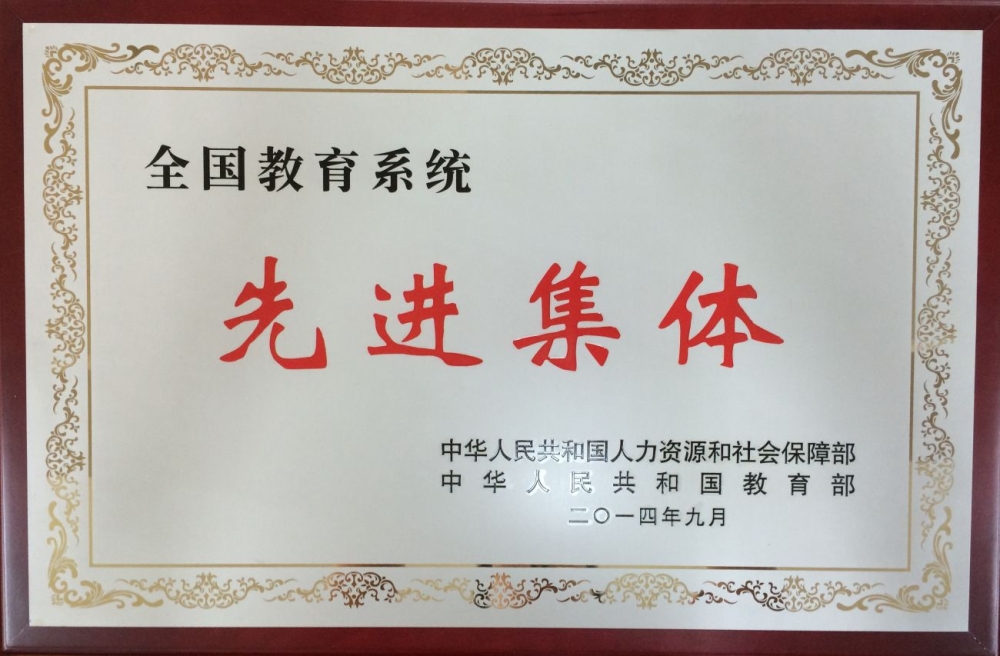 全国教育系统
先进集体
中华人民共和国人力资源和社会保障部
中华人民共和国教育部
二〇一四年九月